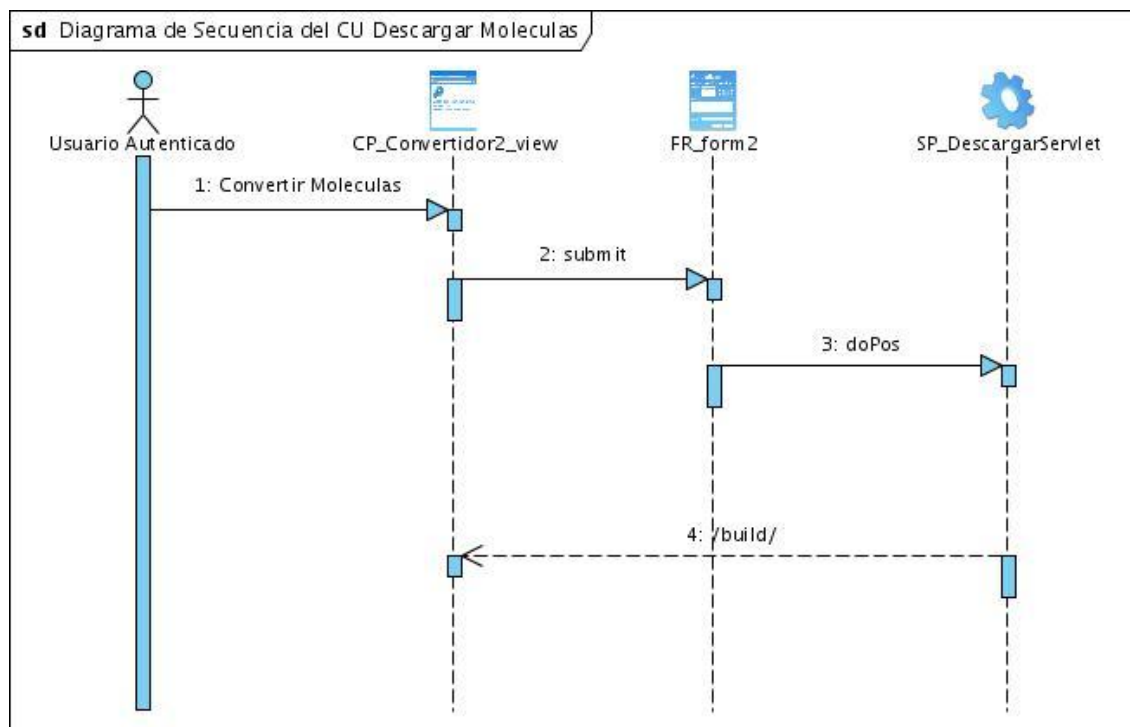 sd Diagrama de Secuencia del CU Descargar Moleculas
Usuario Autenticado
CP_Convertidor2_view
FR_form2
SP_DescargarServlet
1: Convertir Moleculas
2: submit
3: doPos
4: /build/